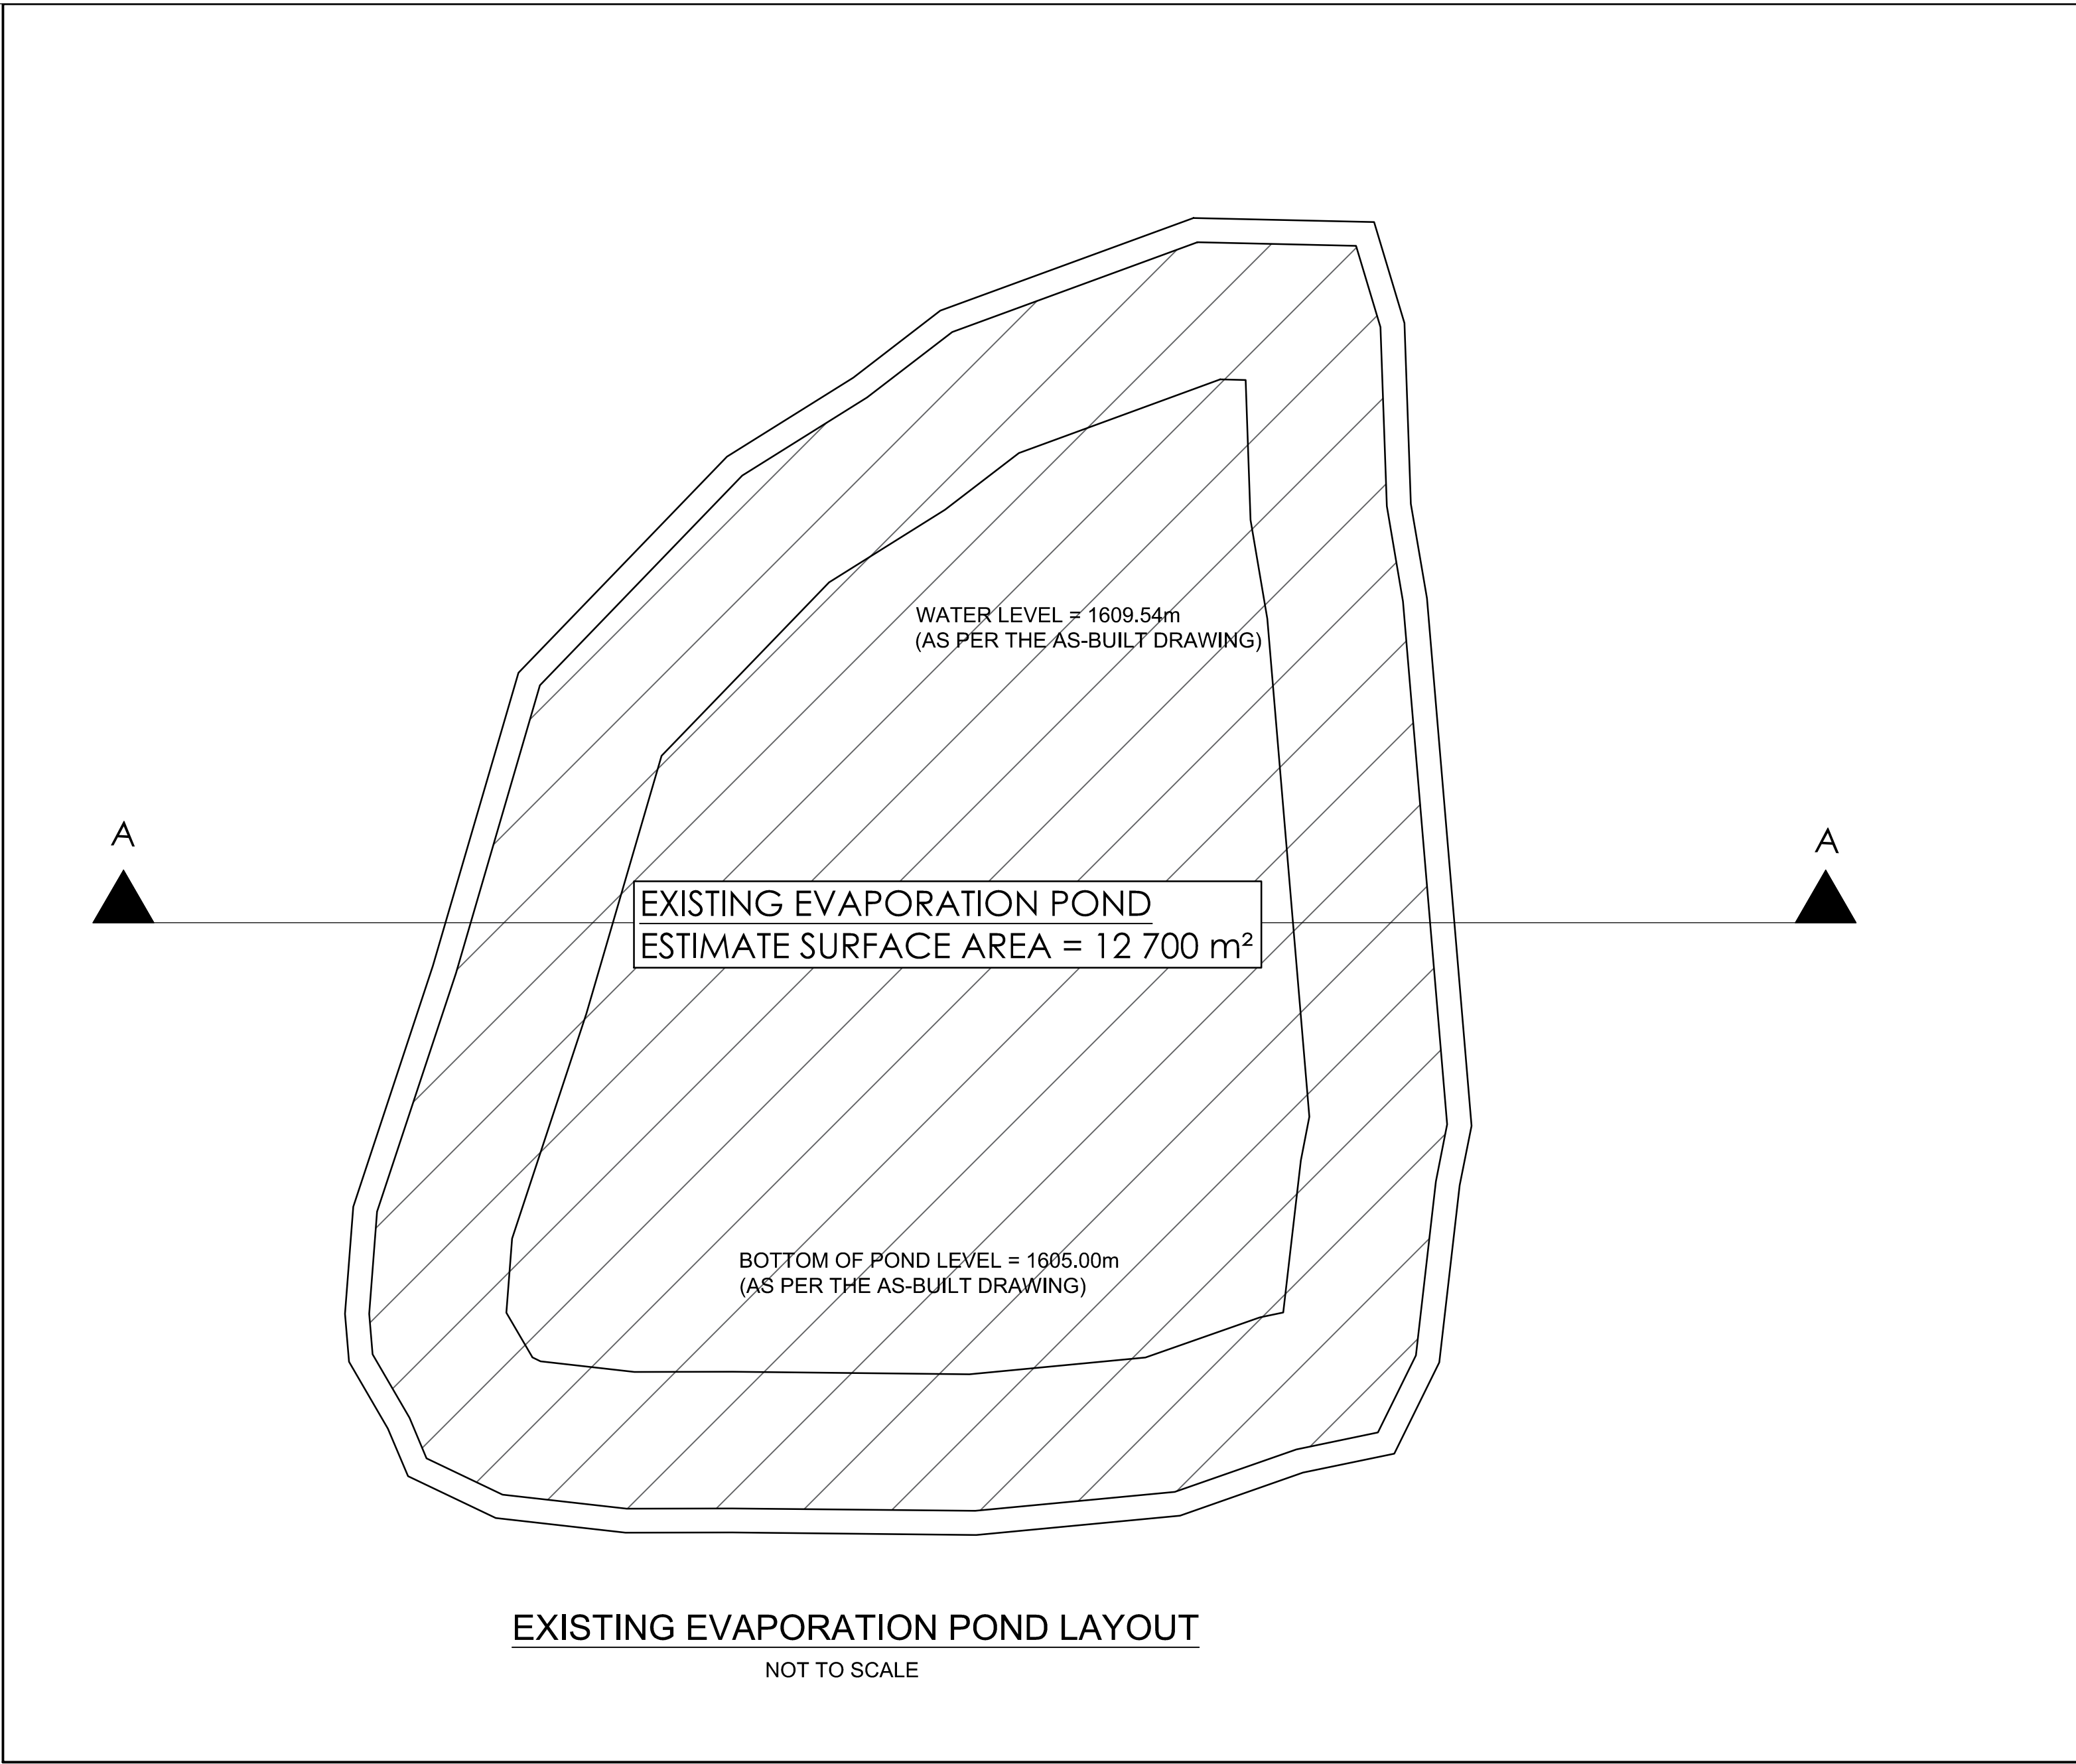 WATER LEVEL = 1609.54m
(AS PER THE AS-BUILT DRAWING)
A
A
EXISTING EVAPORATION POND
ESTIMATE SURFACE AREA = 12 700 m²
BOTTOM OF POND LEVEL = 1605.00m
(AS PER THE AS-BUILT DRAWING)
EXISTING EVAPORATION POND LAYOUT
NOT TO SCALE